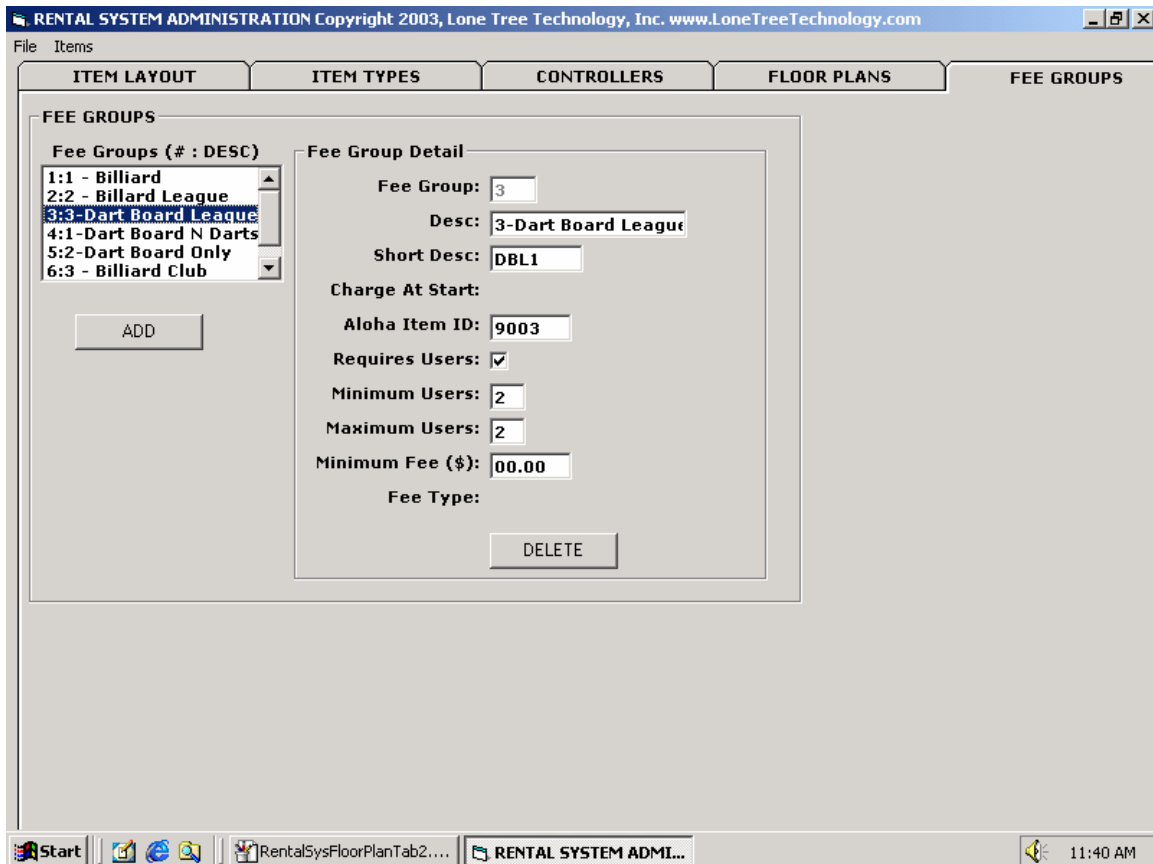 RENTAL SYSTEM ADMINISTRATION Copyright 2003, Lone Tree Technology, Inc. www.LoneTreeTechnology.com
File Items
ITEM LAYOUT ITEM TYPES CONTROLLERS FLOOR PLANS FEE GROUPS
FEE GROUPS
Fee Groups (# : DESC)
1:1 - Billiard
2:2 - Billard League
3:3-Dart Board League
4:1-Dart Board N Darts
5:2-Dart Board Only
6:3 - Billiard Club
ADD
Fee Group Detail
Fee Group: 3
Desc: 3-Dart Board League
Short Desc: DBL1
Charge At Start:
Aloha Item ID: 9003
Requires Users:
Minimum Users: 2
Maximum Users: 2
Minimum Fee ($): 00.00
Fee Type:
DELETE
Start RentalSysFloorPlanTab2.... RENTAL SYSTEM ADMI... 11:40 AM